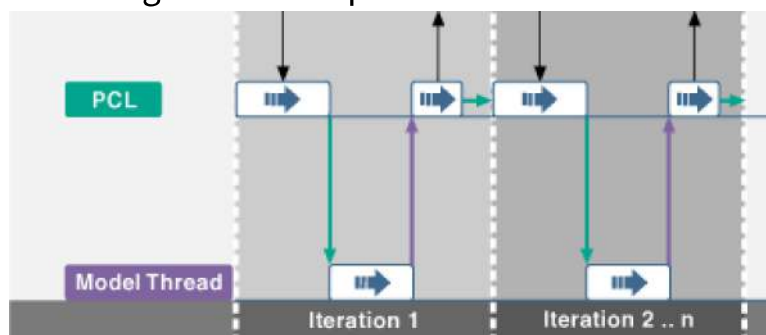 PCL
Model Thread
Iteration 1
Iteration 2 .. n